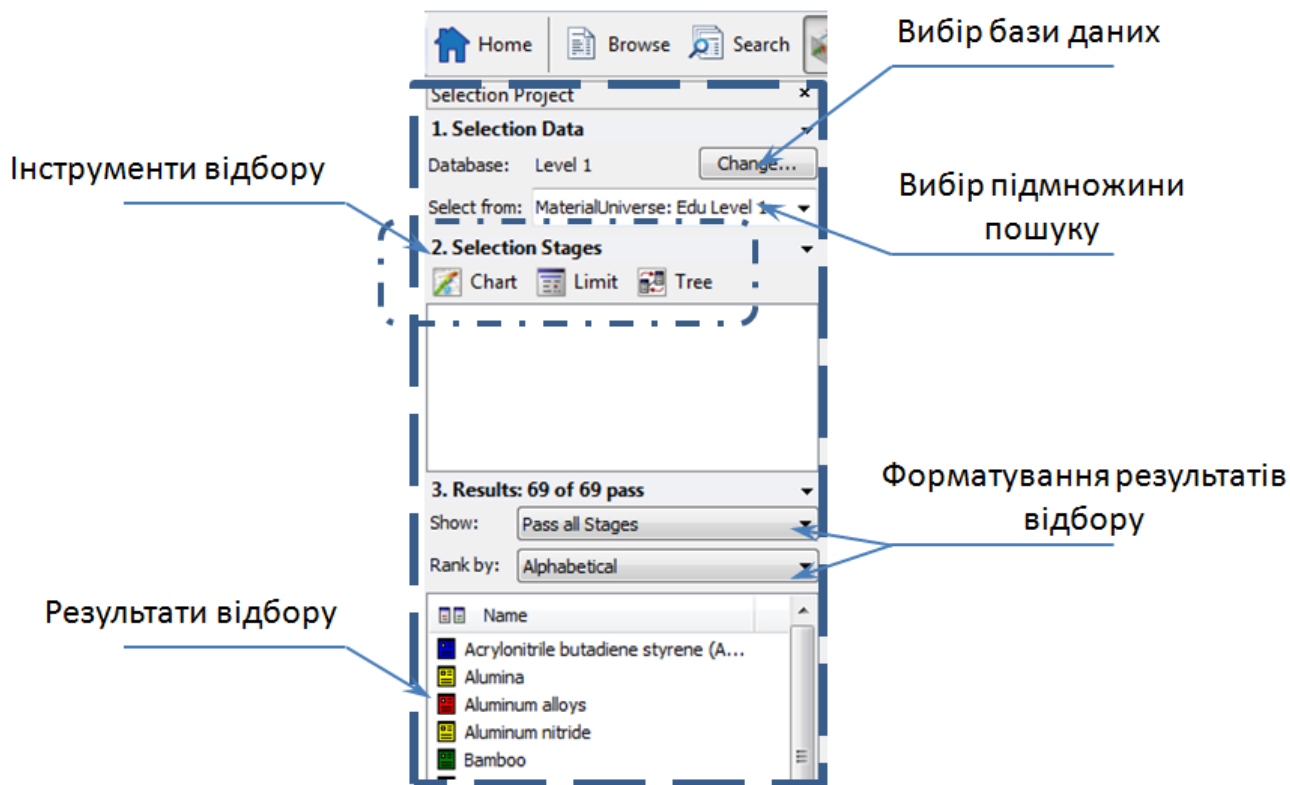 Home Browse Search
Вибір бази даних
Selection Project
1. Selection Data
Database: Level 1 Change...
Інструменти відбору
Select from: MaterialUniverse: Edu Level 1
Вибір підмножини
пошуку
2. Selection Stages
Chart Limit Tree
3. Results: 69 of 69 pass
Show: Pass all Stages
Rank by: Alphabetical
Форматування результатів
відбору
Результати відбору
Name
Acrylonitrile butadiene styrene (A...
Alumina
Aluminum alloys
Aluminum nitride
Bamboo